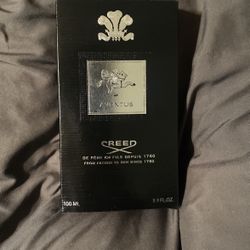 AVENTUS
CREED
DE PÈRE EN FILS DEPUIS 1760
FROM FATHER TO SON SINCE 1760
100 ML
3.3 FL.OZ.